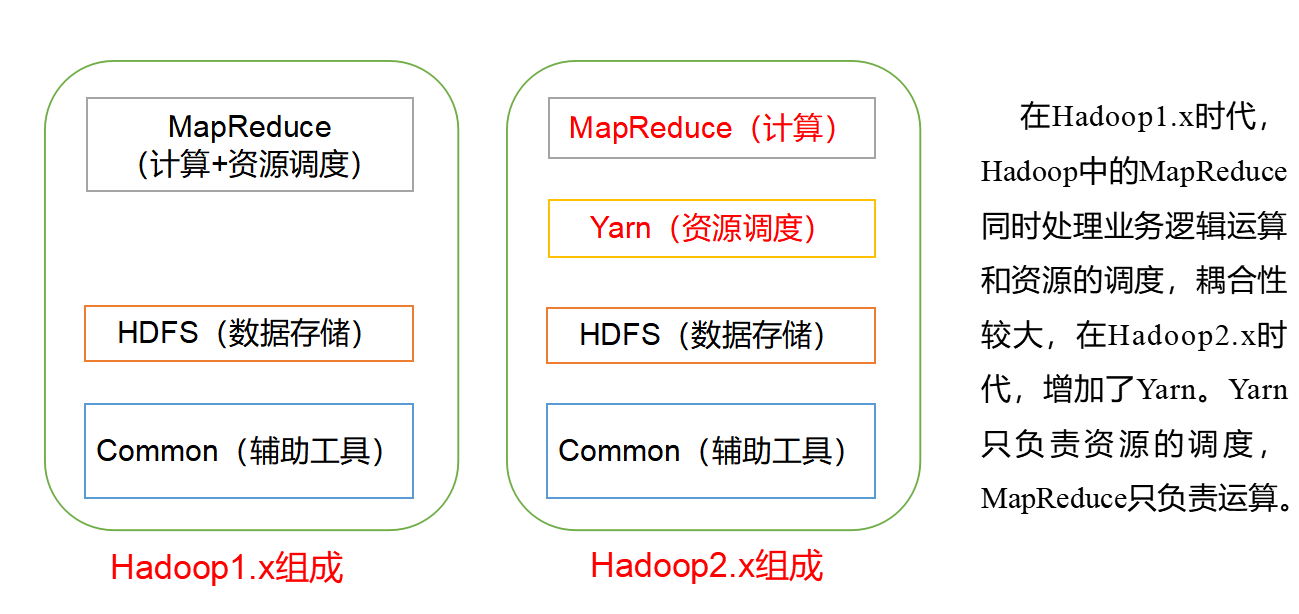 MapReduce
（计算+资源调度）
HDFS（数据存储）
Common（辅助工具）
Hadoop1.x组成
MapReduce（计算）
Yarn（资源调度）
HDFS（数据存储）
Common（辅助工具）
Hadoop2.x组成
在Hadoop1.x时代，
Hadoop中的MapReduce
同时处理业务逻辑运算
和资源的调度，耦合性
较大，在Hadoop2.x时
代，增加了Yarn。Yarn
只负责资源的调度，
MapReduce只负责运算。